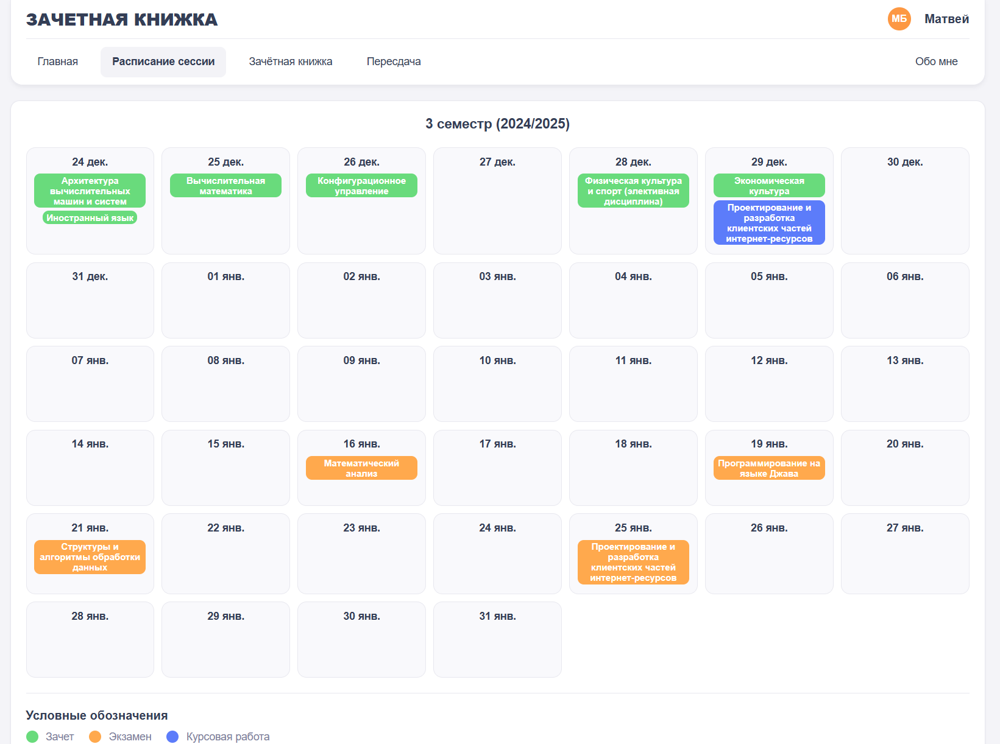 ЗАЧЕТНАЯ КНИЖКА
МБ
Матвей
Главная
Расписание сессии
Зачётная книжка
Пересдача
Обо мне
3 семестр (2024/2025)
24 дек.
Архитектура
вычислительных
машин и систем
Иностранный язык
25 дек.
Вычислительная
математика
26 дек.
Конфигурационное
управление
27 дек.
28 дек.
Физическая культура
и спорт (элективная
дисциплина)
29 дек.
Экономическая
культура
Проектирование и
разработка
клиентских частей
интернет-ресурсов
30 дек.
31 дек.
01 янв.
02 янв.
03 янв.
04 янв.
05 янв.
06 янв.
07 янв.
08 янв.
09 янв.
10 янв.
11 янв.
12 янв.
13 янв.
14 янв.
15 янв.
16 янв.
Математический
анализ
17 янв.
18 янв.
19 янв.
Программирование на
языке Джава
20 янв.
21 янв.
Структуры и
алгоритмы обработки
данных
22 янв.
23 янв.
24 янв.
25 янв.
Проектирование и
разработка
клиентских частей
интернет-ресурсов
26 янв.
27 янв.
28 янв.
29 янв.
30 янв.
31 янв.
Условные обозначения
Зачет
Экзамен
Курсовая работа